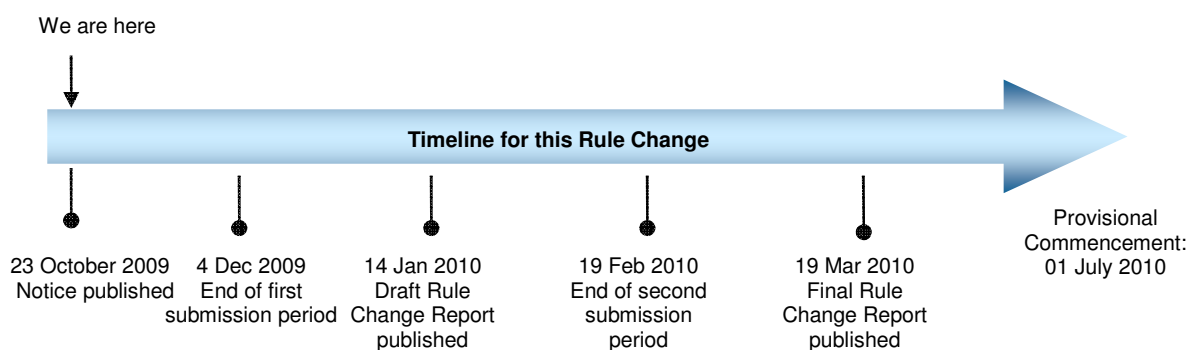 We are here
Timeline for this Rule Change
23 October 2009
Notice published
4 Dec 2009
End of first
submission period
14 Jan 2010
Draft Rule
Change Report
published
19 Feb 2010
End of second
submission
period
19 Mar 2010
Final Rule
Change Report
published
Provisional
Commencement:
01 July 2010